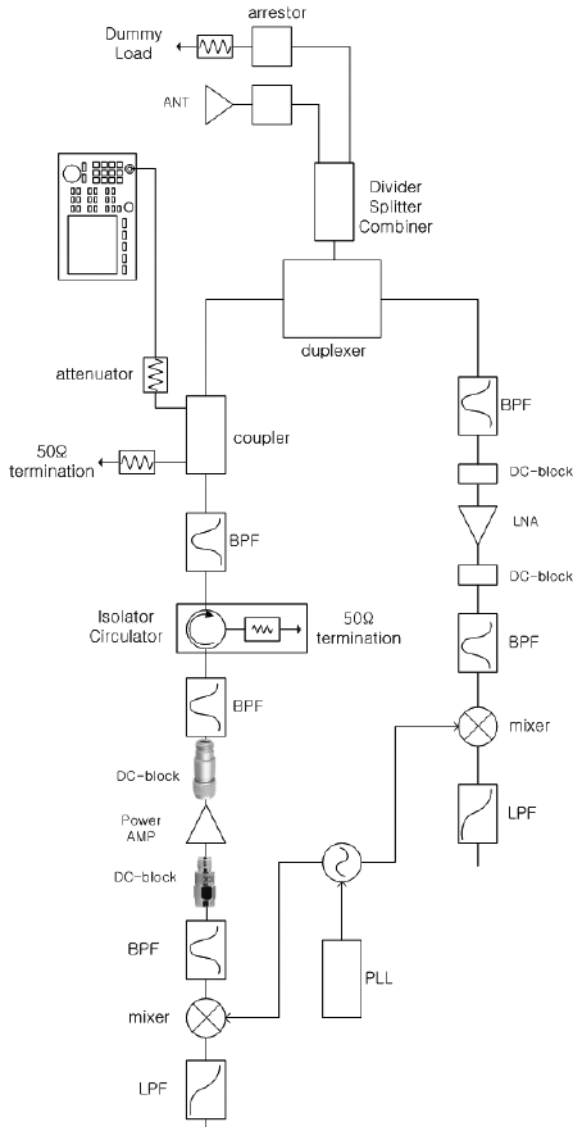 arrestor
Dummy
Load
ANT
Divider
Splitter
Combiner
duplexer
attenuator
BPF
coupler
50Ω
termination
DC-block
LNA
BPF
DC-block
Isolator
Circulator
50Ω
termination
BPF
BPF
mixer
DC-block
Power
AMP
LPF
DC-block
BPF
PLL
mixer
LPF